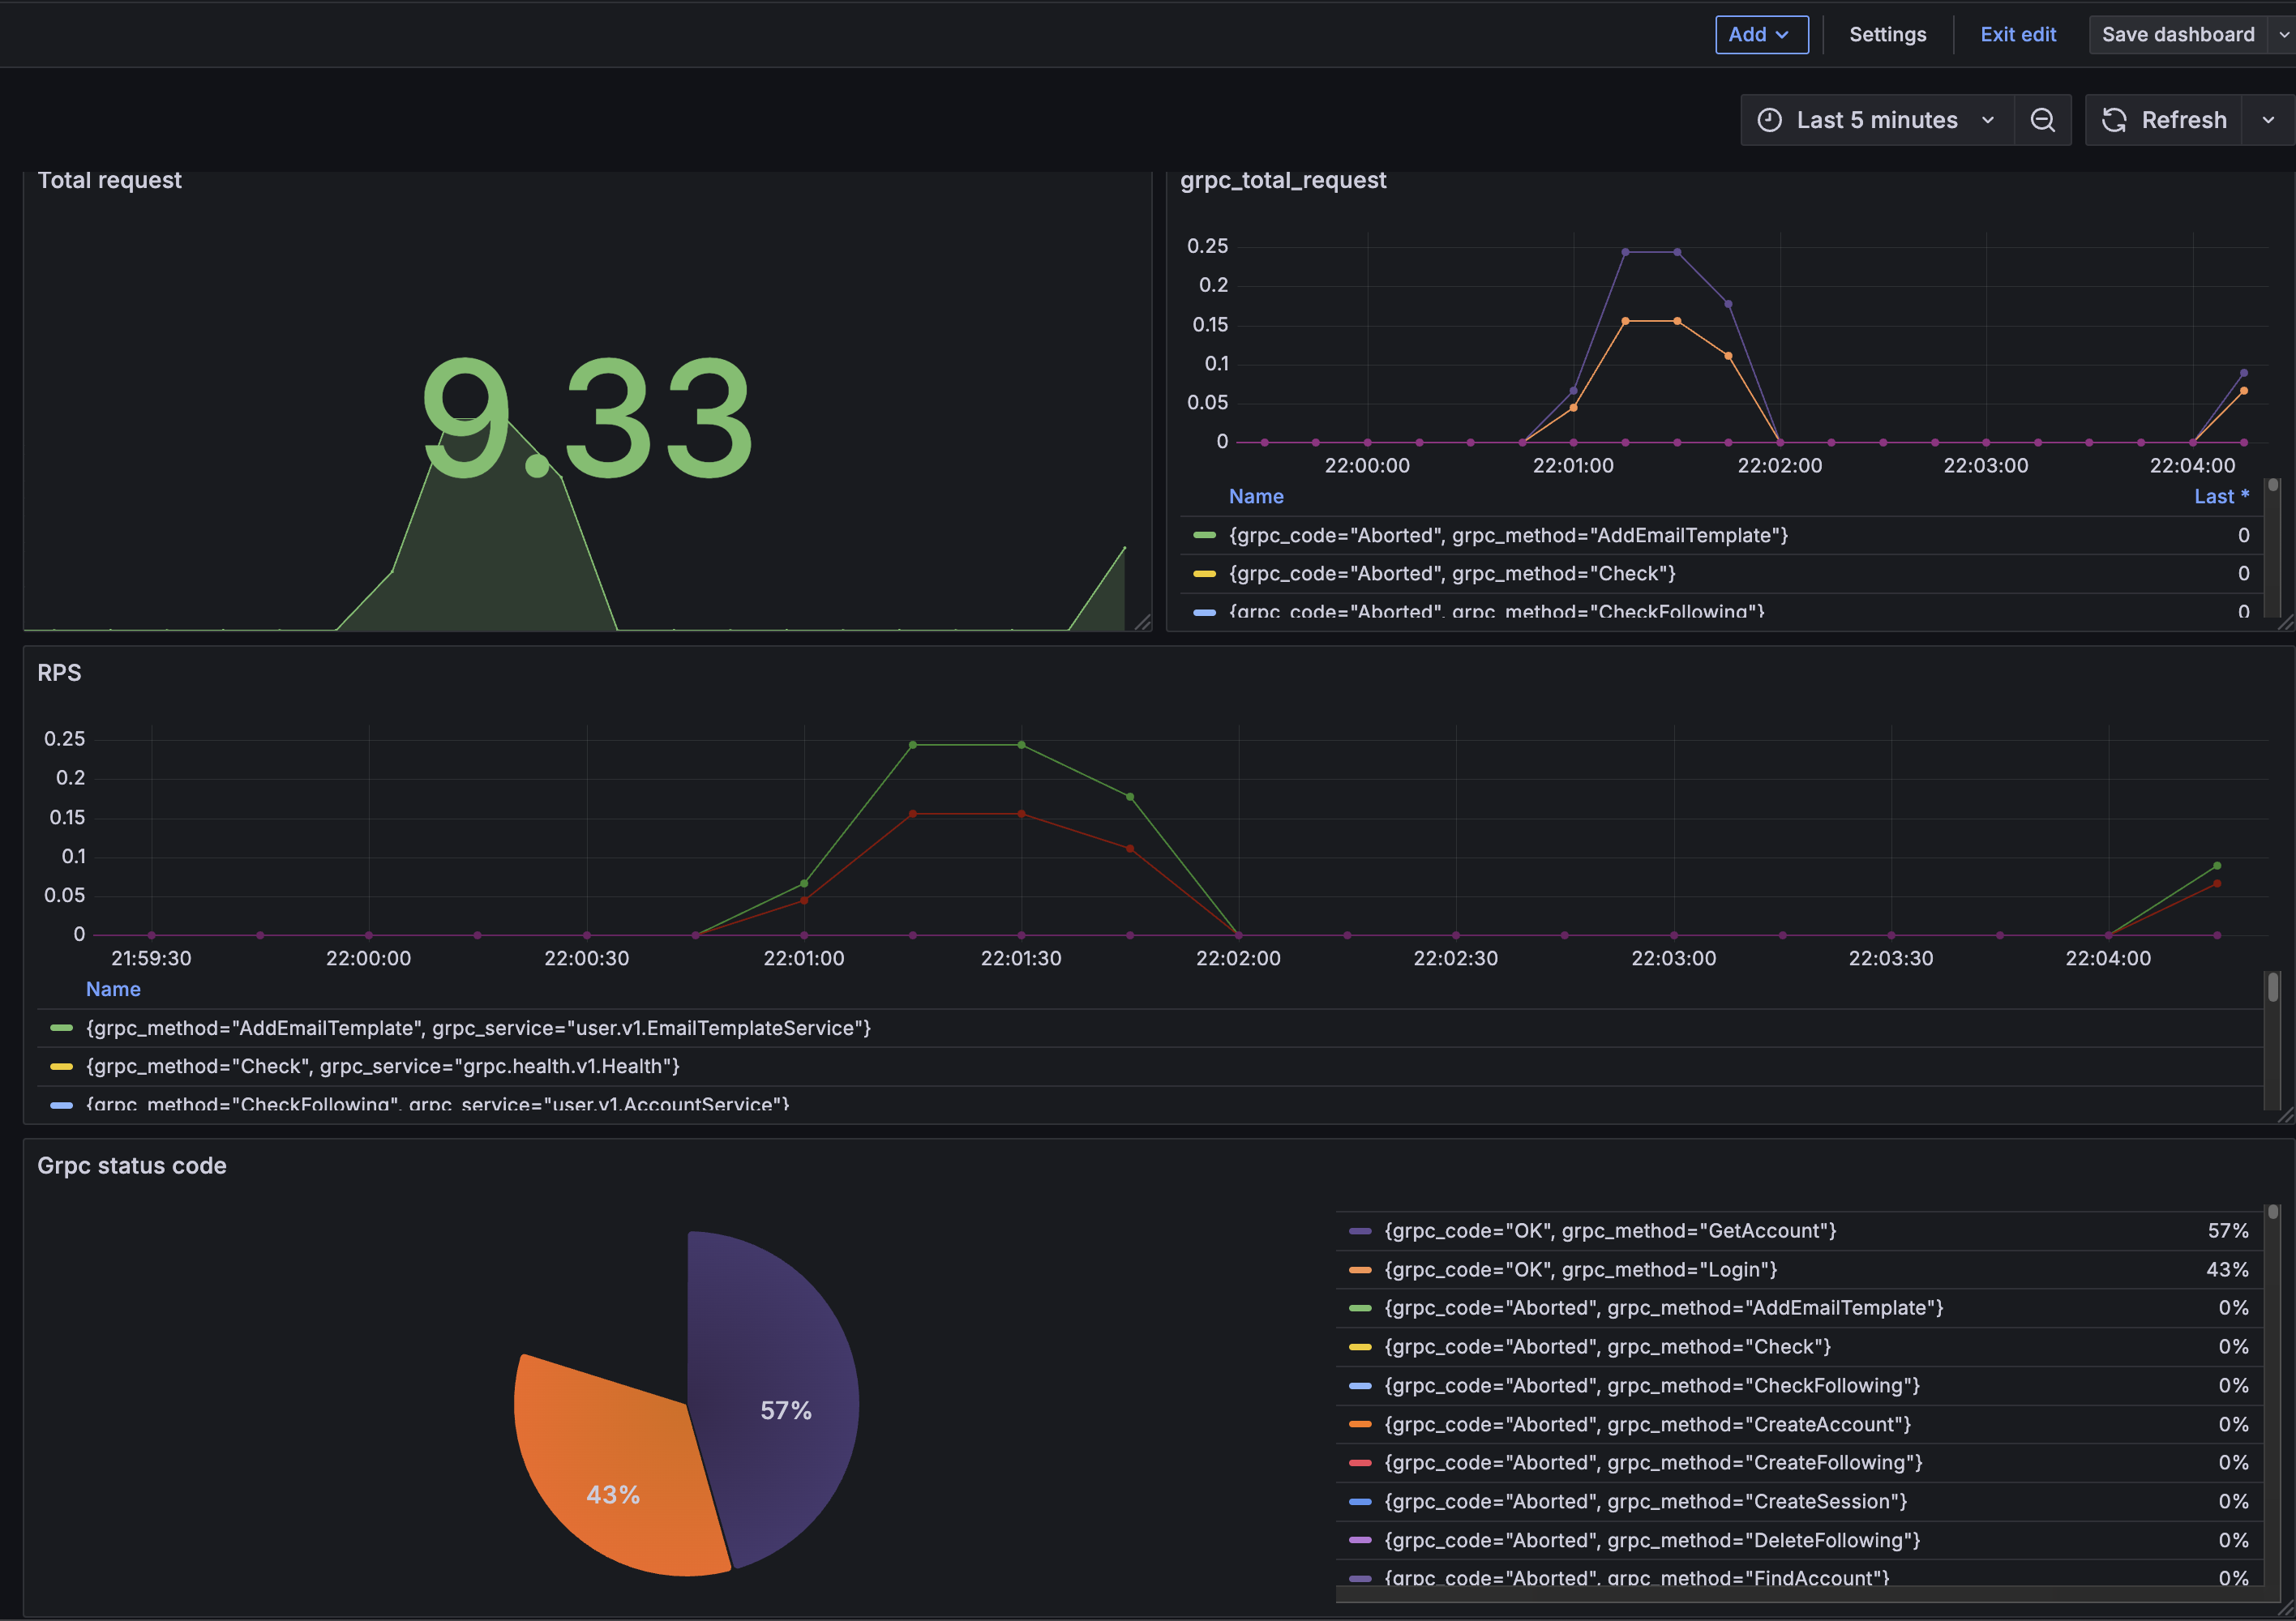 Add
Settings
Exit edit
Save dashboard
Last 5 minutes
Refresh
Total request
9.33
grpc_total_request
0.25
0.2
0.15
0.1
0.05
0
22:00:00 22:01:00 22:02:00 22:03:00 22:04:00
Name Last *
{grpc_code="Aborted", grpc_method="AddEmailTemplate"} 0
{grpc_code="Aborted", grpc_method="Check"} 0
{grpc_code="Aborted", grpc_method="CheckFollowing"} 0
RPS
0.25
0.2
0.15
0.1
0.05
0
21:59:30 22:00:00 22:00:30 22:01:00 22:01:30 22:02:00 22:02:30 22:03:00 22:03:30 22:04:00
Name
{grpc_method="AddEmailTemplate", grpc_service="user.v1.EmailTemplateService"}
{grpc_method="Check", grpc_service="grpc.health.v1.Health"}
{grpc_method="CheckFollowing", grpc_service="user.v1.AccountService"}
Grpc status code
57%
43%
{grpc_code="OK", grpc_method="GetAccount"} 57%
{grpc_code="OK", grpc_method="Login"} 43%
{grpc_code="Aborted", grpc_method="AddEmailTemplate"} 0%
{grpc_code="Aborted", grpc_method="Check"} 0%
{grpc_code="Aborted", grpc_method="CheckFollowing"} 0%
{grpc_code="Aborted", grpc_method="CreateAccount"} 0%
{grpc_code="Aborted", grpc_method="CreateFollowing"} 0%
{grpc_code="Aborted", grpc_method="CreateSession"} 0%
{grpc_code="Aborted", grpc_method="DeleteFollowing"} 0%
{grpc_code="Aborted", grpc_method="FindAccount"} 0%